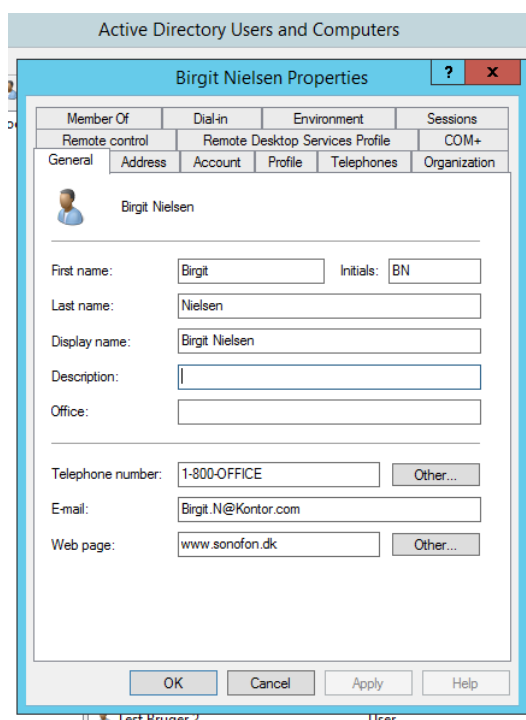 Active Directory Users and Computers
Birgit Nielsen Properties ? x
Member Of Dial-in Environment Sessions
Remote control Remote Desktop Services Profile COM+
General Address Account Profile Telephones Organization
Birgit Nielsen
First name: Birgit Initials: BN
Last name: Nielsen
Display name: Birgit Nielsen
Description:
Office:
Telephone number: 1-800-OFFICE Other...
E-mail: Birgit.N@Kontor.com
Web page: www.sonofon.dk Other...
OK Cancel Apply Help
Test Bruger 2 User